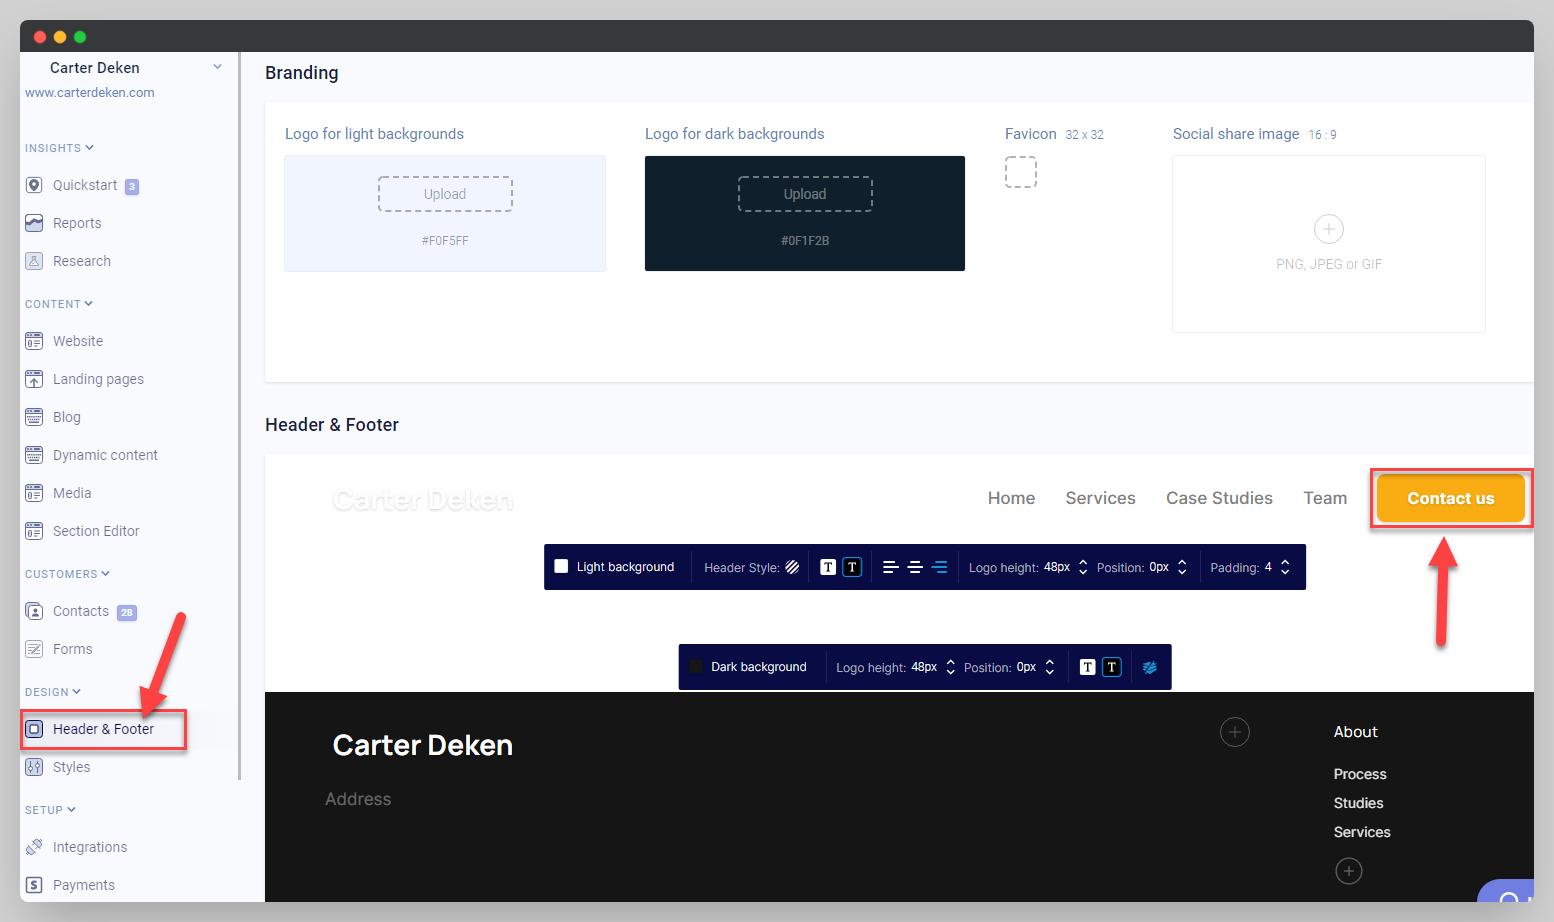 Carter Deken
www.carterdeken.com
INSIGHTS
Quickstart 3
Reports
Research
CONTENT
Website
Landing pages
Blog
Dynamic content
Media
Section Editor
CUSTOMERS
Contacts 28
Forms
DESIGN
Header & Footer
Styles
SETUP
Integrations
Payments
Branding
Logo for light backgrounds
Upload
#F0F5FF
Logo for dark backgrounds
Upload
#0F1F2B
Favicon 32 x 32
Social share image 16 : 9
PNG, JPEG or GIF
Header & Footer
Carter Deken
Home Services Case Studies Team Contact us
Light background Header Style: T T Logo height: 48px Position: 0px Padding: 4
Dark background Logo height: 48px Position: 0px T T
Carter Deken
Address
About
Process
Studies
Services